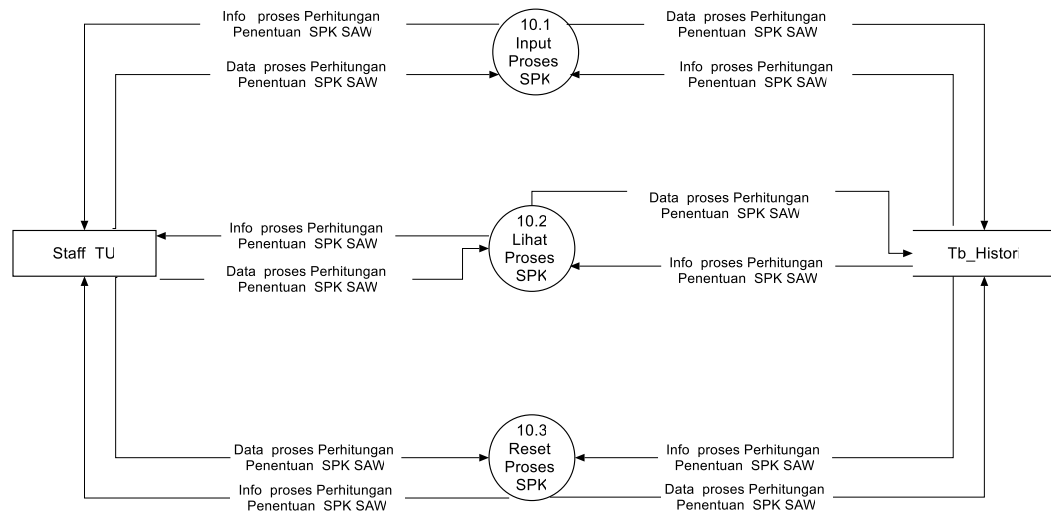 Info proses Perhitungan
Penentuan SPK SAW
10.1
Input
Proses
SPK
Data proses Perhitungan
Penentuan SPK SAW
Data proses Perhitungan
Penentuan SPK SAW
Info proses Perhitungan
Penentuan SPK SAW
Staff TU
Info proses Perhitungan
Penentuan SPK SAW
Data proses Perhitungan
Penentuan SPK SAW
10.2
Lihat
Proses
SPK
Data proses Perhitungan
Penentuan SPK SAW
Info proses Perhitungan
Penentuan SPK SAW
Tb_Histori
Data proses Perhitungan
Penentuan SPK SAW
Info proses Perhitungan
Penentuan SPK SAW
10.3
Reset
Proses
SPK
Info proses Perhitungan
Penentuan SPK SAW
Data proses Perhitungan
Penentuan SPK SAW